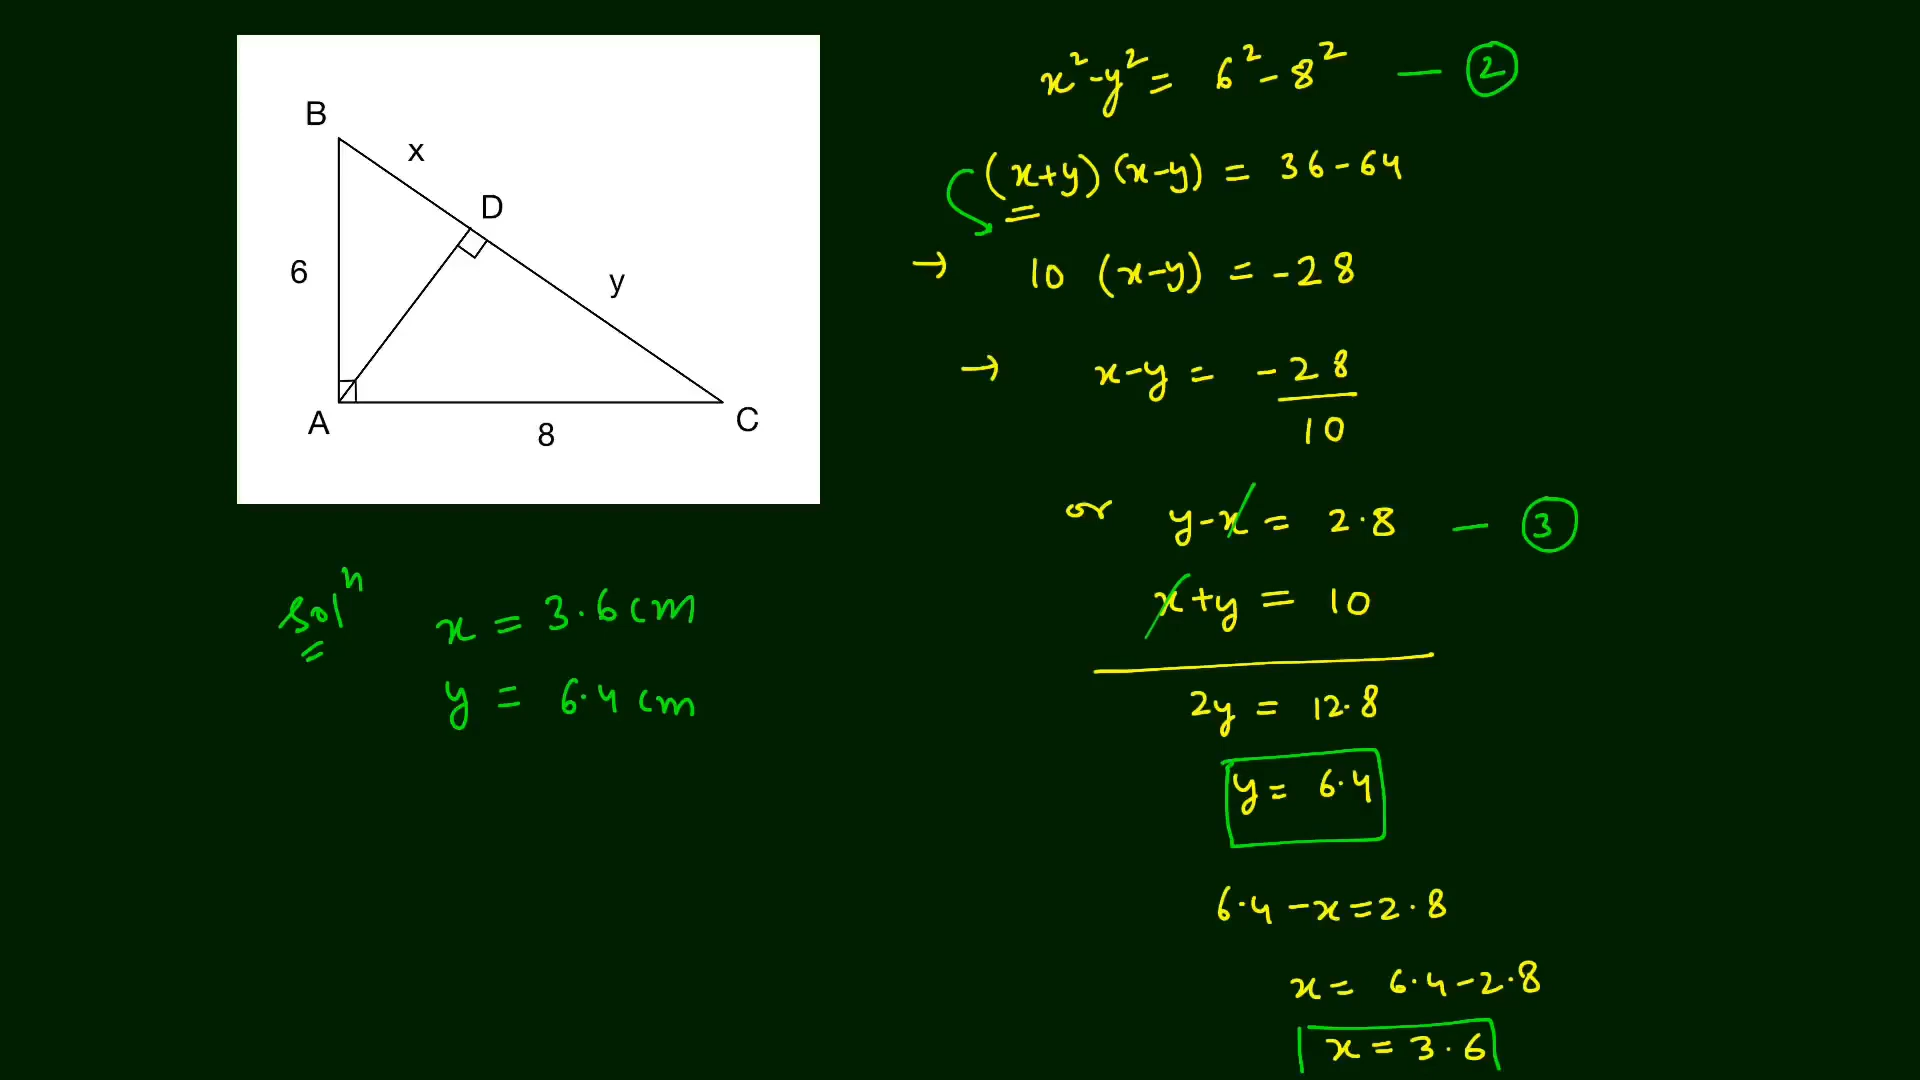 B
x
D
6
y
A
8
C
solⁿ
x = 3.6 cm
y = 6.4 cm
x² - y² = 6² - 8² — ②
(x+y) (x-y) = 36 - 64
→ 10 (x-y) = -28
→ x-y = -28/10
or y-x = 2.8 — ③
x+y = 10
2y = 12.8
y = 6.4
6.4 - x = 2.8
x = 6.4 - 2.8
x = 3.6